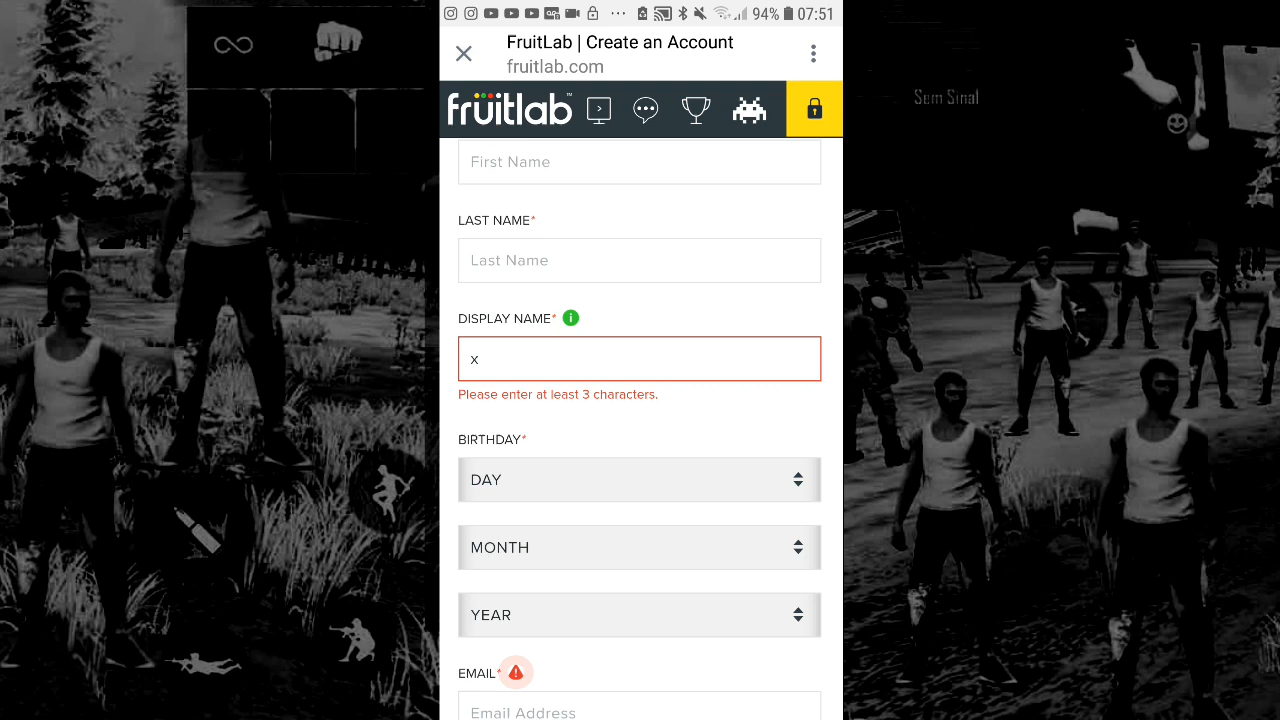 94% 07:51
FruitLab | Create an Account
fruitlab.com
früitlab™
Sem Sinal
First Name
LAST NAME*
Last Name
DISPLAY NAME* i
x
Please enter at least 3 characters.
BIRTHDAY*
DAY
MONTH
YEAR
EMAIL*
Email Address